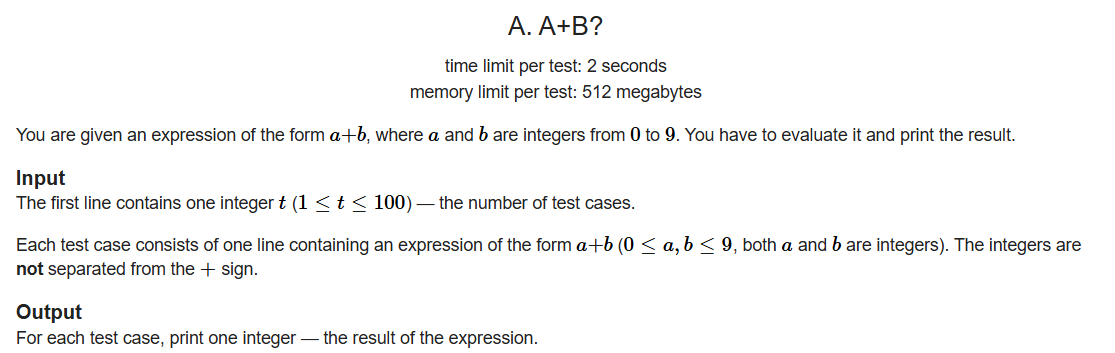 A. A+B?
time limit per test: 2 seconds
memory limit per test: 512 megabytes
You are given an expression of the form a+b, where a and b are integers from 0 to 9. You have to evaluate it and print the result.
Input
The first line contains one integer t (1 ≤ t ≤ 100) — the number of test cases.
Each test case consists of one line containing an expression of the form a+b (0 ≤ a, b ≤ 9, both a and b are integers). The integers are
not separated from the + sign.
Output
For each test case, print one integer — the result of the expression.